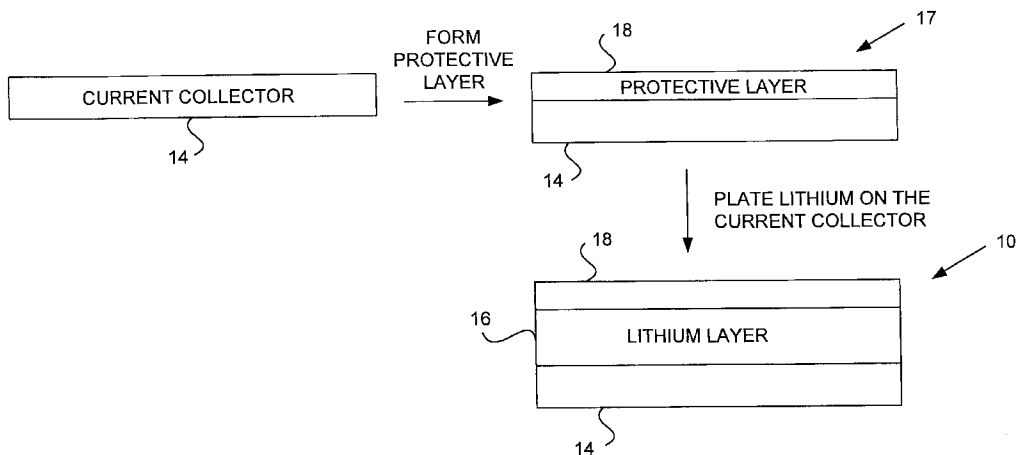 CURRENT COLLECTOR
14
FORM
PROTECTIVE
LAYER
18
17
PROTECTIVE LAYER
14
PLATE LITHIUM ON THE
CURRENT COLLECTOR
18
10
16
LITHIUM LAYER
14